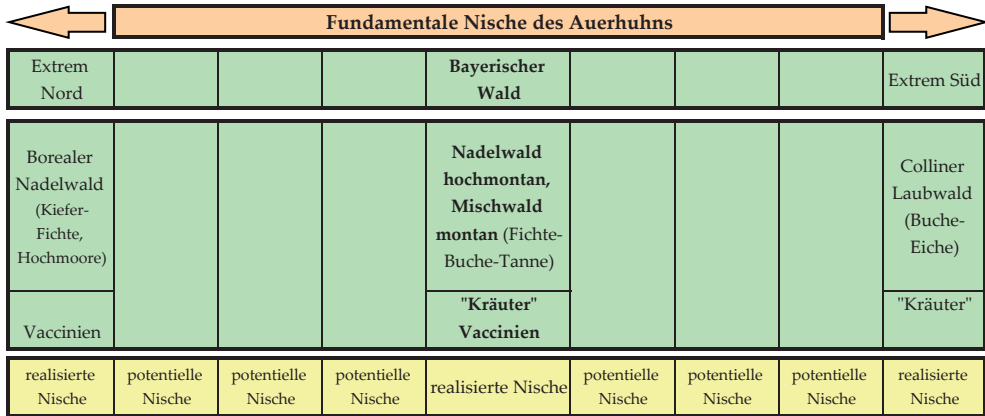 Fundamentale Nische des Auerhuhns
Extrem
Nord
Bayerischer
Wald
Extrem Süd
Borealer
Nadelwald
(Kiefer-
Fichte,
Hochmoore)
Nadelwald
hochmontan,
Mischwald
montan (Fichte-
Buche-Tanne)
Colliner
Laubwald
(Buche-
Eiche)
Vaccinien
"Kräuter"
Vaccinien
"Kräuter"
realisierte
Nische
potentielle
Nische
potentielle
Nische
potentielle
Nische
realisierte Nische
potentielle
Nische
potentielle
Nische
potentielle
Nische
realisierte
Nische